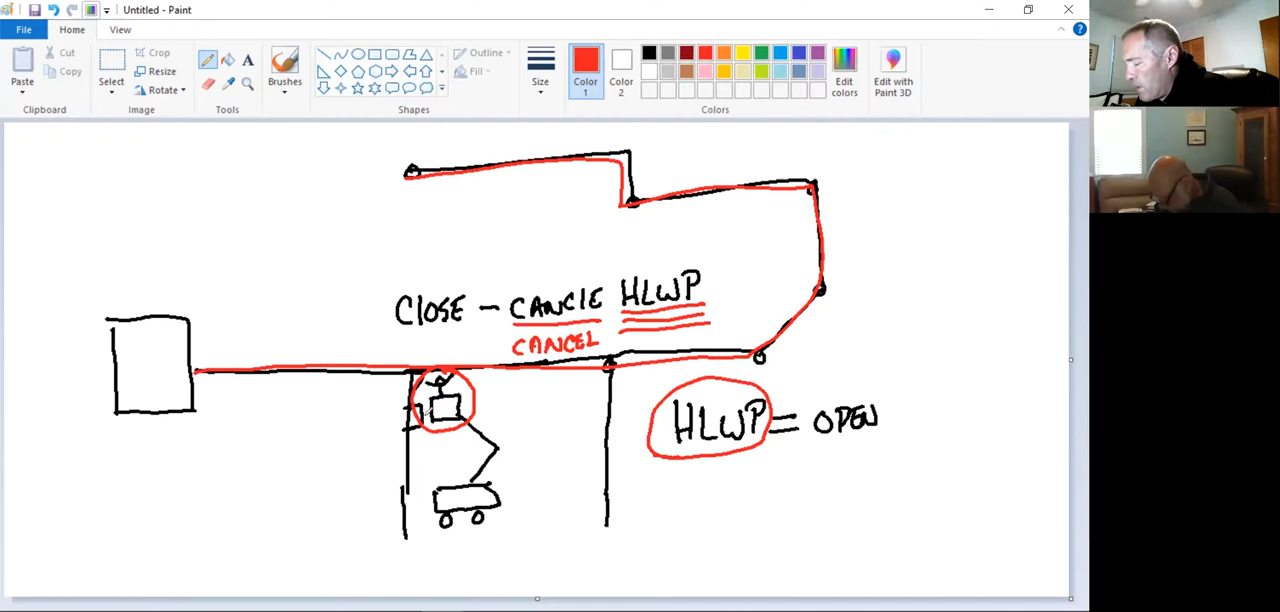 Untitled - Paint
File Home View
Paste
Cut
Copy
Clipboard
Select
Crop
Resize
Rotate
Image
A
Tools
Brushes
Shapes
Outline
Fill
Size
Color 1
Color 2
Edit colors
Colors
Edit with Paint 3D
ClOSE - CANClE HLWP
CANCEL
HLWP = OPEN